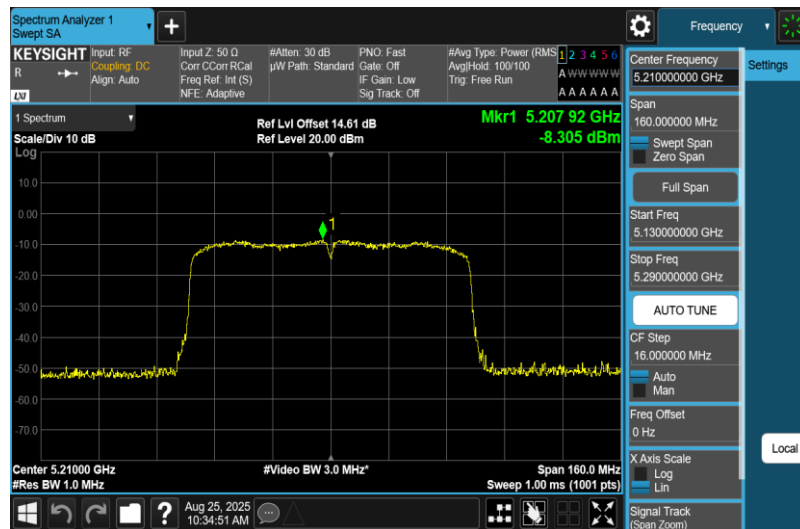 Spectrum Analyzer 1
Swept SA
+
Frequency
KEYSIGHT
R
LXI
Input: RF
Coupling: DC
Align: Auto
Input Z: 50 Ω
Corr CCorr RCal
Freq Ref: Int (S)
NFE: Adaptive
#Atten: 30 dB
µW Path: Standard
PNO: Fast
Gate: Off
IF Gain: Low
Sig Track: Off
#Avg Type: Power (RMS
Avg|Hold: 100/100
Trig: Free Run
1 2 3 4 5 6
A W W W W W
A A A A A A
1 Spectrum
Scale/Div 10 dB
Log
Ref Lvl Offset 14.61 dB
Ref Level 20.00 dBm
Mkr1 5.207 92 GHz
-8.305 dBm
10.0
0.00
-10.0
-20.0
-30.0
-40.0
-50.0
-60.0
-70.0
1
Center 5.21000 GHz
#Res BW 1.0 MHz
#Video BW 3.0 MHz*
Span 160.0 MHz
Sweep 1.00 ms (1001 pts)
Center Frequency
5.210000000 GHz
Settings
Span
160.000000 MHz
Swept Span
Zero Span
Full Span
Start Freq
5.130000000 GHz
Stop Freq
5.290000000 GHz
AUTO TUNE
CF Step
16.000000 MHz
Auto
Man
Freq Offset
0 Hz
Local
X Axis Scale
Log
Lin
Signal Track
(Span Zoom)
?
Aug 25, 2025
10:34:51 AM